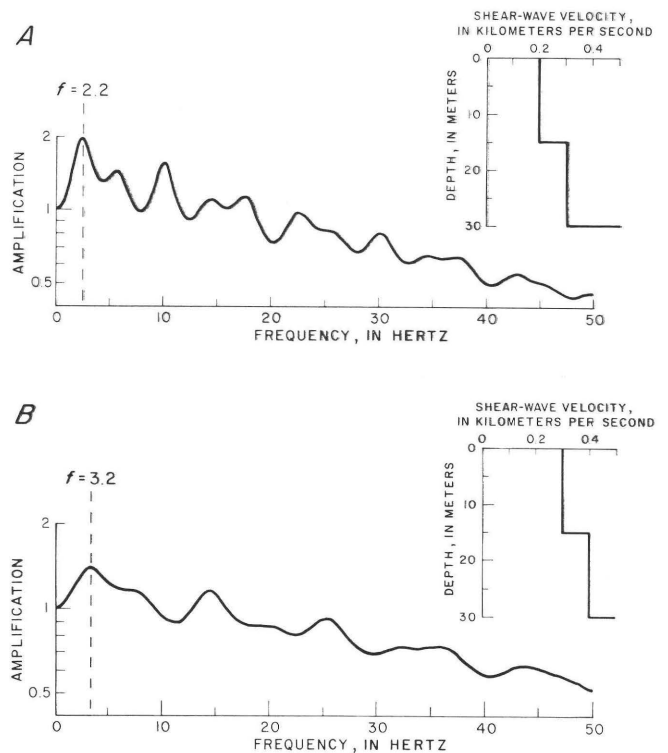 A
f = 2.2
2
1
0.5
AMPLIFICATION
0 10 20 30 40 50
FREQUENCY, IN HERTZ
SHEAR-WAVE VELOCITY,
IN KILOMETERS PER SECOND
0 0.2 0.4
0
10
20
30
DEPTH, IN METERS
B
f = 3.2
2
1
0.5
AMPLIFICATION
0 10 20 30 40 50
FREQUENCY, IN HERTZ
SHEAR-WAVE VELOCITY,
IN KILOMETERS PER SECOND
0 0.2 0.4
0
10
20
30
DEPTH, IN METERS